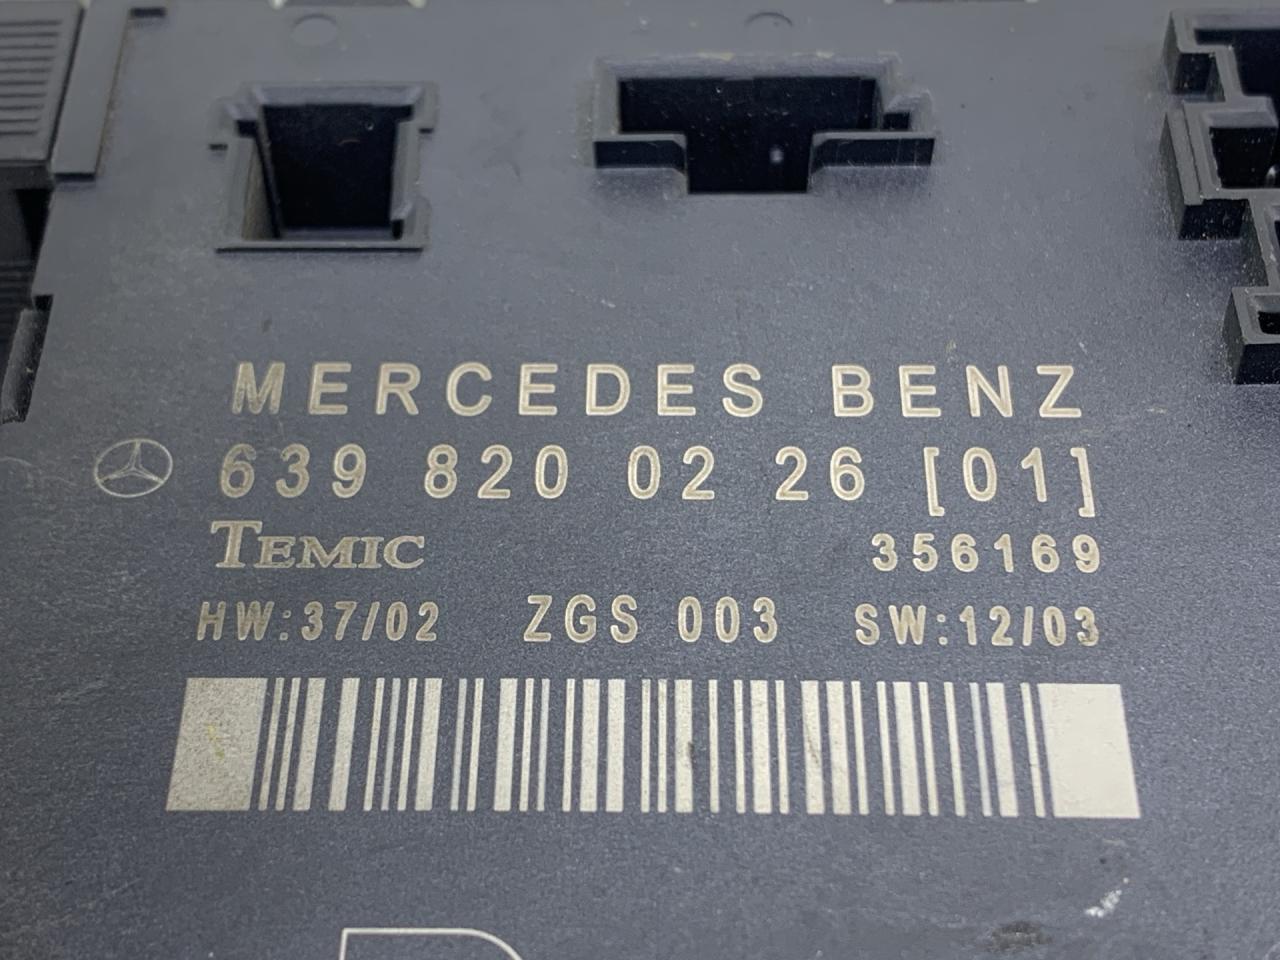 MERCEDES BENZ
639 820 02 26 [01]
TEMIC 356169
HW:37/02 ZGS 003 SW:12/03